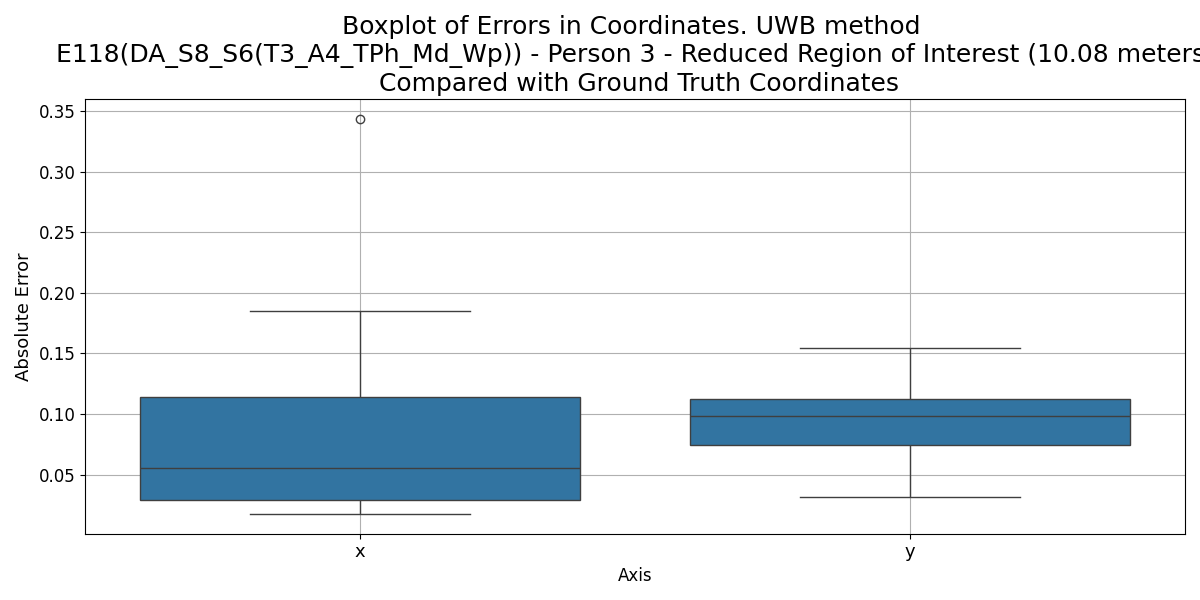 Boxplot of Errors in Coordinates. UWB method
E118(DA_S8_S6(T3_A4_TPh_Md_Wp)) - Person 3 - Reduced Region of Interest (10.08 meters
Compared with Ground Truth Coordinates
0.35
0.30
0.25
0.20
0.15
0.10
0.05
Absolute Error
x y
Axis